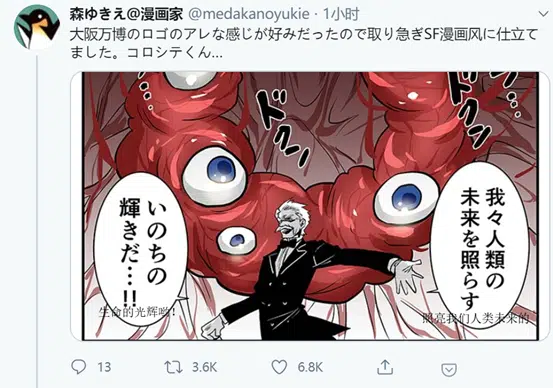 森ゆきえ@漫画家 @medakanoyukie · 1小时
大阪万博のロゴのアレな感じが好みだったので取り急ぎSF漫画风に仕立て
ました。コロシテくん...
ドクン
ドクン
我々人類の
未来を照らす
照亮我们人类未来的
いのちの
輝きだ…!!
生命的光辉哟!
13
3.6K
6.8K